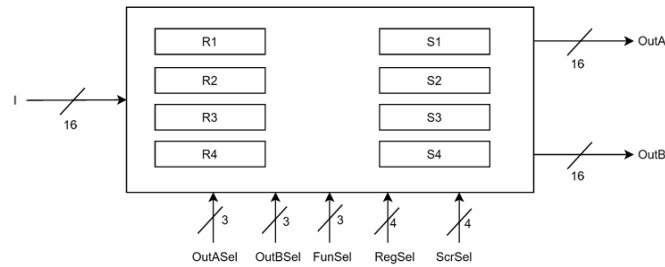 R1
S1
OutA
16
R2
S2
I
16
R3
S3
R4
S4
OutB
16
3
3
3
4
4
OutASel
OutBSel
FunSel
RegSel
ScrSel